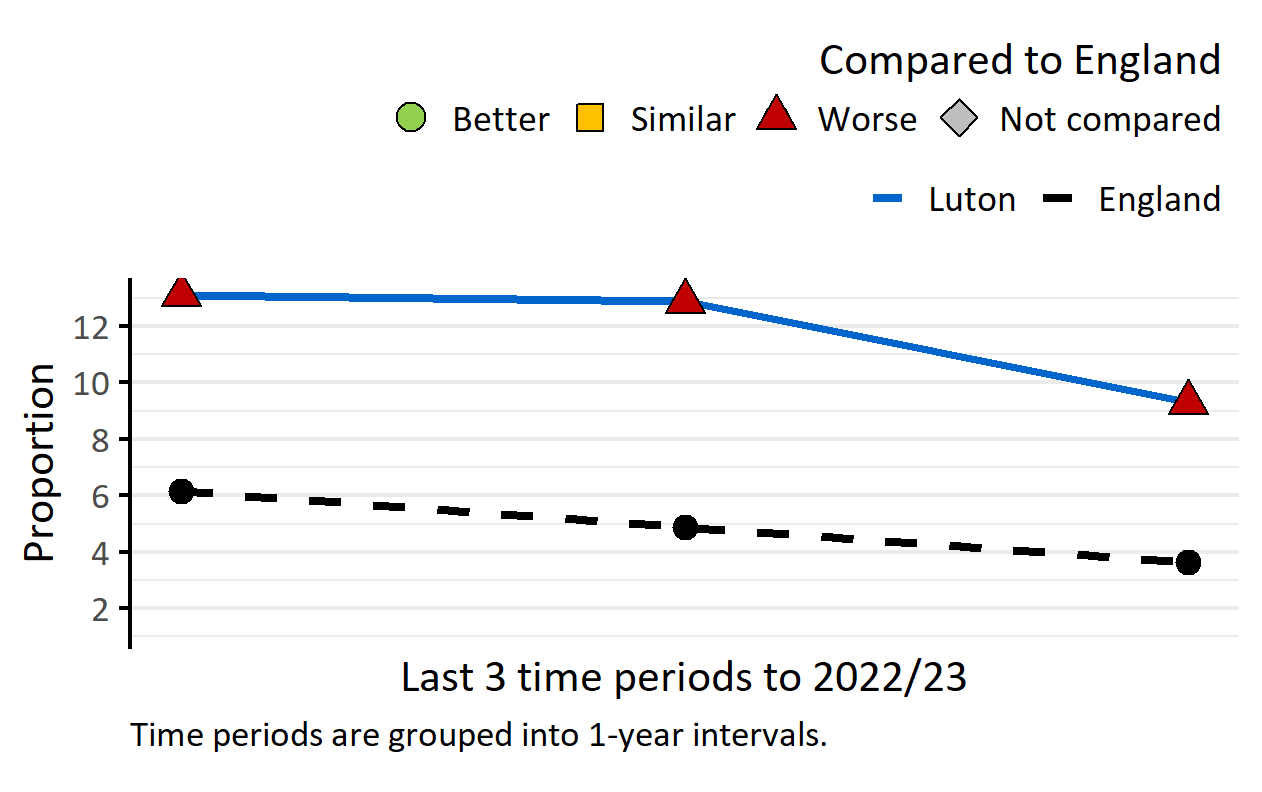 Compared to England
Better Similar Worse Not compared
Luton England
12
10
8
6
4
2
Proportion
Last 3 time periods to 2022/23
Time periods are grouped into 1-year intervals.